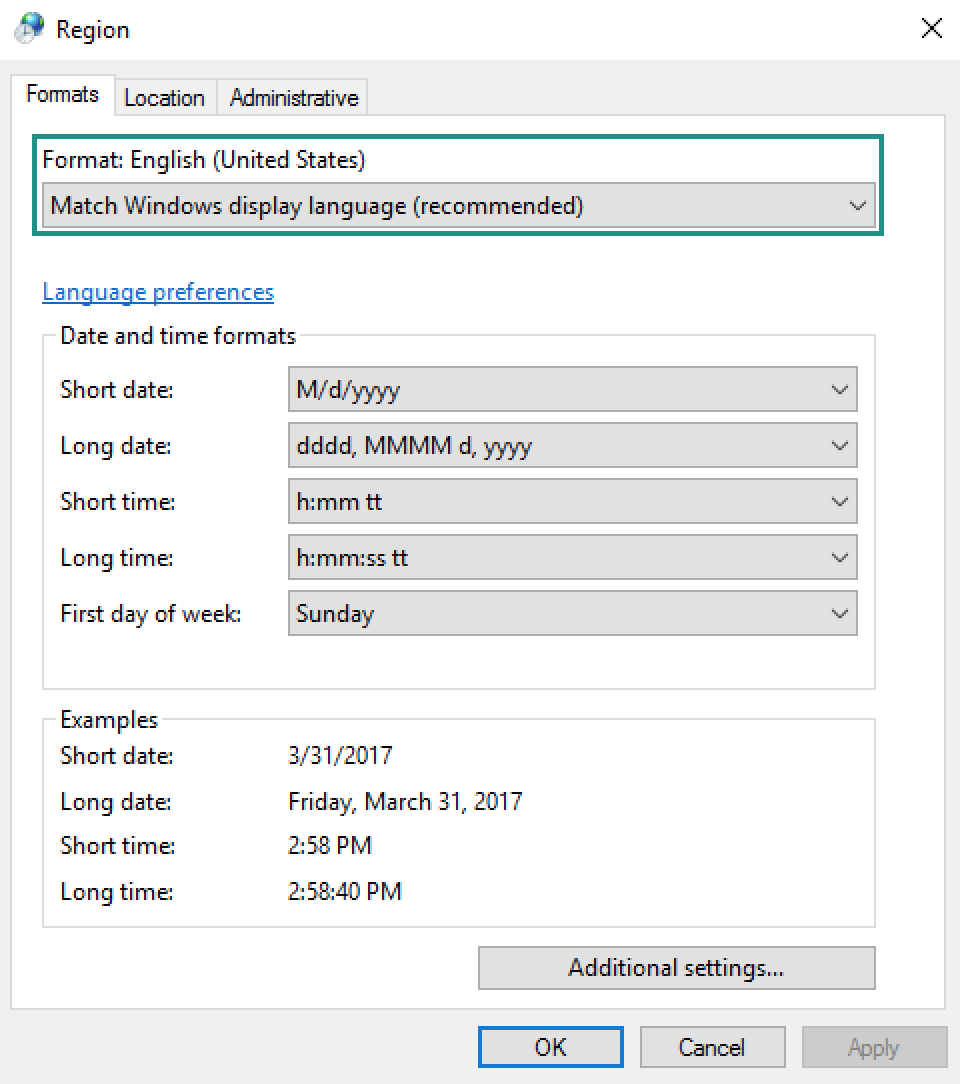 Region
Formats Location Administrative
Format: English (United States)
Match Windows display language (recommended)
Language preferences
Date and time formats
Short date: M/d/yyyy
Long date: dddd, MMMM d, yyyy
Short time: h:mm tt
Long time: h:mm:ss tt
First day of week: Sunday
Examples
Short date: 3/31/2017
Long date: Friday, March 31, 2017
Short time: 2:58 PM
Long time: 2:58:40 PM
Additional settings...
OK Cancel Apply